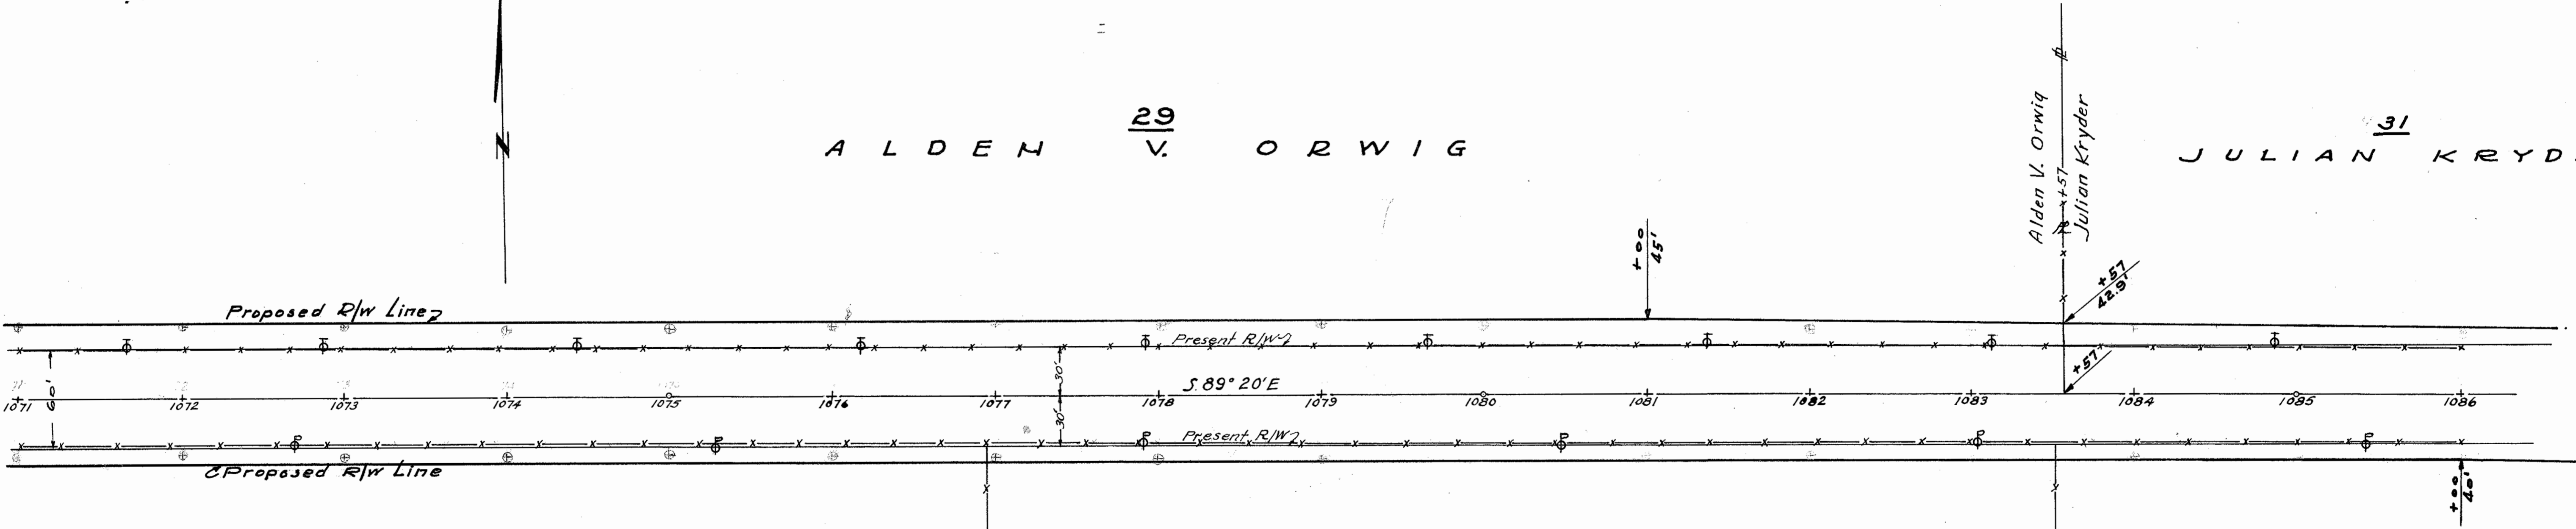 N
29
ALDEN V. ORWIG
Alden V. Orwig
+57
Julian Kryder
31
JULIAN KRYD
+00
45'
+57
42.9'
Proposed R/W Line
Present R/W
60'
30'
S. 89° 20' E
+57
1071 1072 1073 1074 1075 1076 1077 1078 1079 1080 1081 1082 1083 1084 1085 1086
30'
Present R/W
Proposed R/W Line
+00
40'